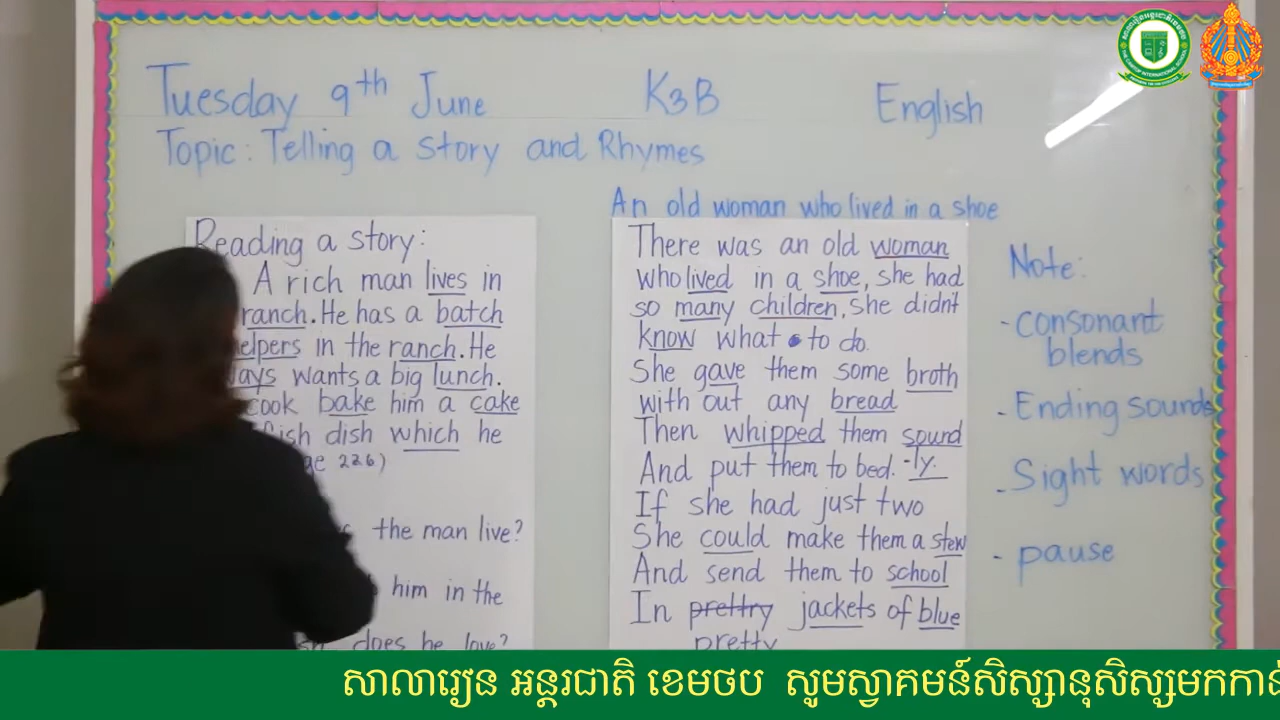 Tuesday 9th June K3B English
Topic: Telling a story and Rhymes
An old woman who lived in a shoe
Reading a story:
A rich man lives in
ranch. He has a batch
helpers in the ranch. He
wants a big lunch.
cook bake him a cake
fish dish which he
226)
the man live?
him in the
does he love?
There was an old woman
who lived in a shoe, she had
so many children, she didn't
know what to do.
She gave them some broth
with out any bread
Then whipped them sound
And put them to bed. -ly.
If she had just two
She could make them a stew
And send them to school
In prettry jackets of blue
pretty
Note:
- consonant
blends
- Ending sounds
- Sight words
- pause
សាលារៀន អន្តរជាតិ ខេមថប សូមស្វាគមន៍សិស្សានុសិស្សមកកាន់